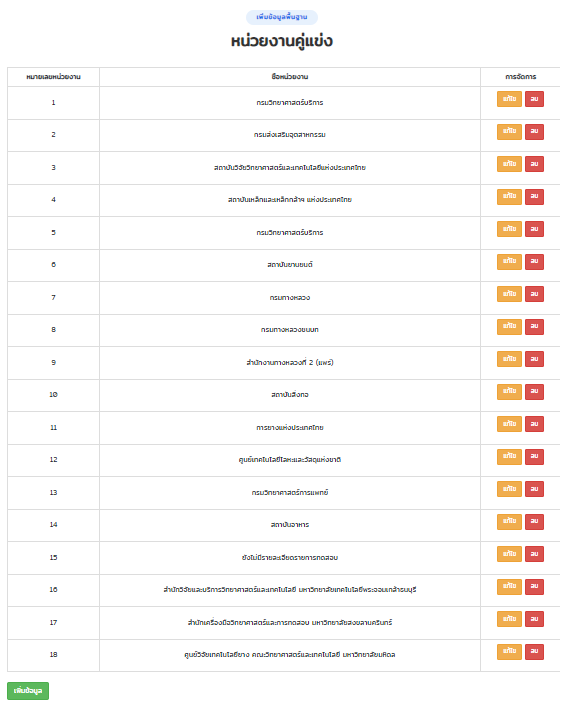 เพิ่มข้อมูลพื้นฐาน
หน่วยงานคู่แข่ง
หมายเลขหน่วยงาน ชื่อหน่วยงาน การจัดการ
1 กรมวิทยาศาสตร์บริการ แก้ไข ลบ
2 กรมส่งเสริมอุตสาหกรรม แก้ไข ลบ
3 สถาบันวิจัยวิทยาศาสตร์และเทคโนโลยีแห่งประเทศไทย แก้ไข ลบ
4 สถาบันเหล็กและเหล็กกล้าฯ แห่งประเทศไทย แก้ไข ลบ
5 กรมวิทยาศาสตร์บริการ แก้ไข ลบ
6 สถาบันยานยนต์ แก้ไข ลบ
7 กรมทางหลวง แก้ไข ลบ
8 กรมทางหลวงชนบท แก้ไข ลบ
9 สำนักงานทางหลวงที่ 2 (แพร่) แก้ไข ลบ
10 สถาบันสิ่งทอ แก้ไข ลบ
11 การยางแห่งประเทศไทย แก้ไข ลบ
12 ศูนย์เทคโนโลยีโลหะและวัสดุแห่งชาติ แก้ไข ลบ
13 กรมวิทยาศาสตร์การแพทย์ แก้ไข ลบ
14 สถาบันอาหาร แก้ไข ลบ
15 ยังไม่มีรายละเอียดรายการทดสอบ แก้ไข ลบ
16 สำนักวิจัยและบริการวิทยาศาสตร์และเทคโนโลยี มหาวิทยาลัยเทคโนโลยีพระจอมเกล้าธนบุรี แก้ไข ลบ
17 สำนักเครื่องมือวิทยาศาสตร์และการทดสอบ มหาวิทยาลัยสงขลานครินทร์ แก้ไข ลบ
18 ศูนย์วิจัยเทคโนโลยียาง คณะวิทยาศาสตร์และเทคโนโลยี มหาวิทยาลัยมหิดล แก้ไข ลบ
เพิ่มข้อมูล